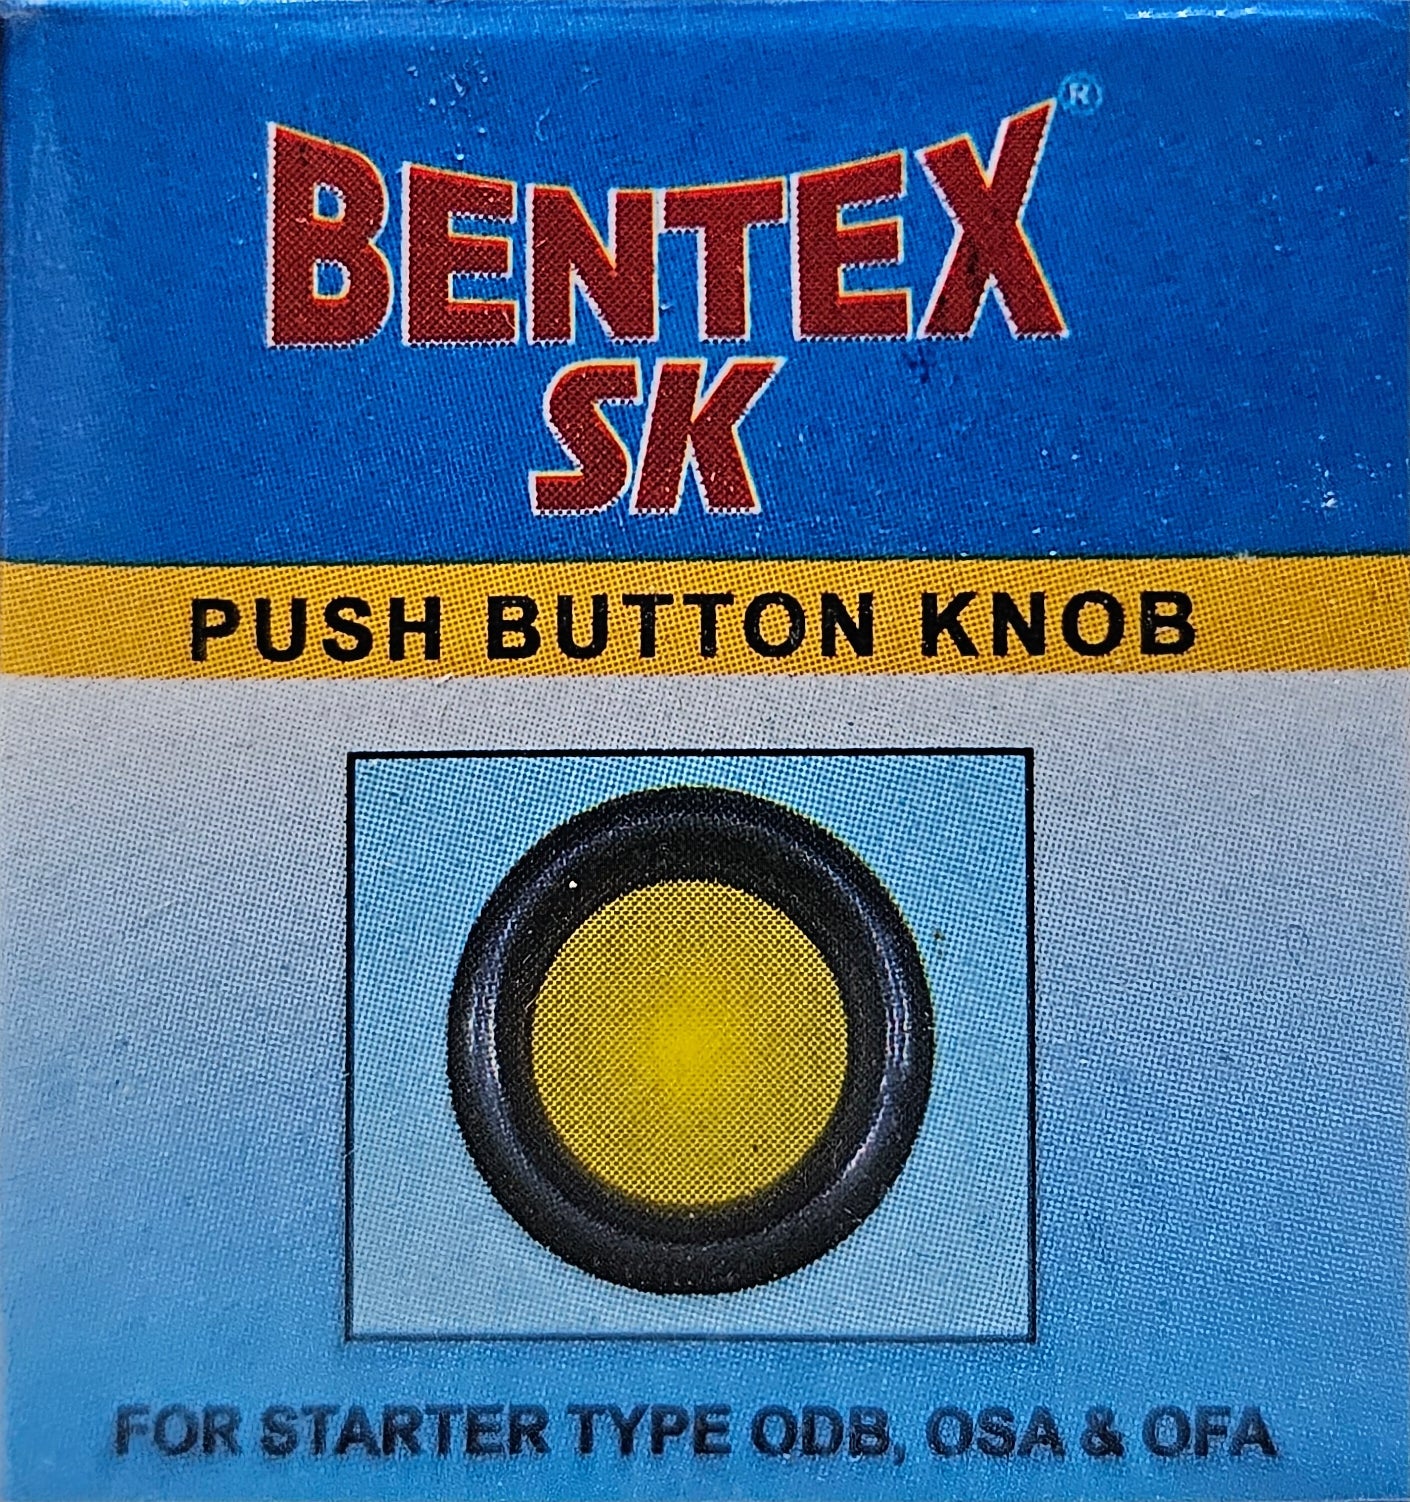 BENTEX®
SK
PUSH BUTTON KNOB
FOR STARTER TYPE ODB, OSA & OFA